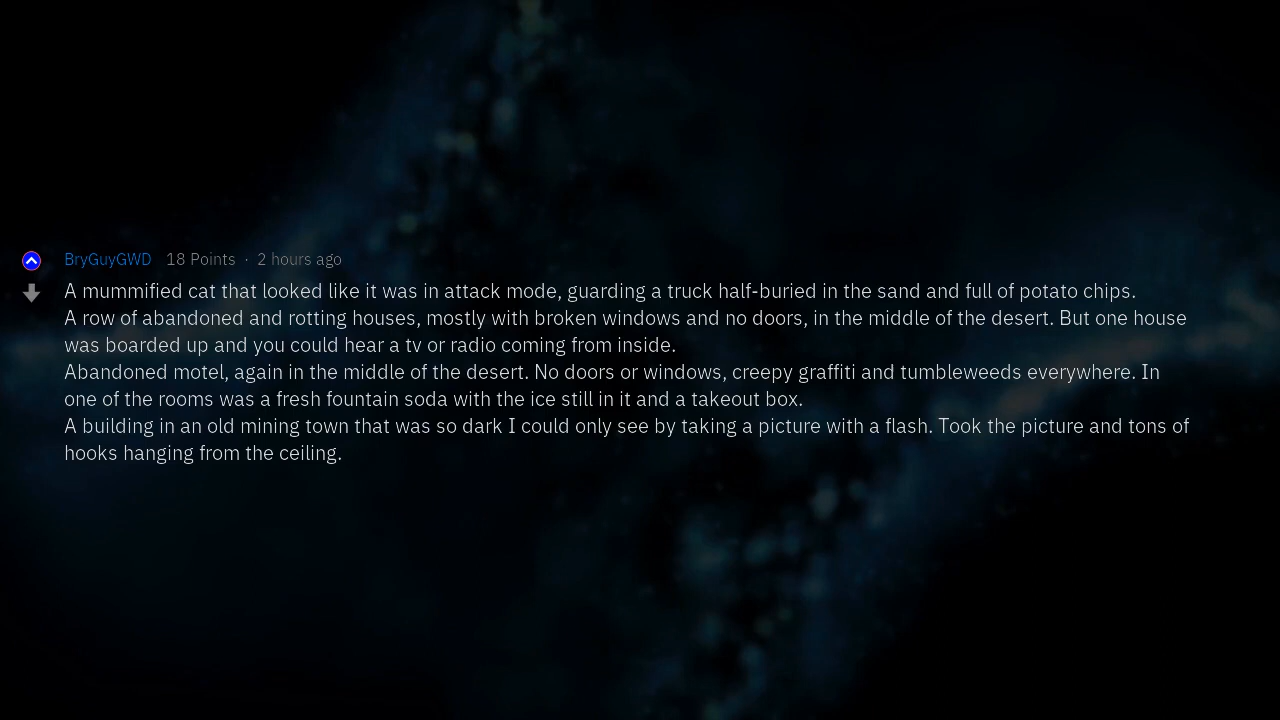 BryGuyGWD 18 Points · 2 hours ago
A mummified cat that looked like it was in attack mode, guarding a truck half-buried in the sand and full of potato chips.
A row of abandoned and rotting houses, mostly with broken windows and no doors, in the middle of the desert. But one house
was boarded up and you could hear a tv or radio coming from inside.
Abandoned motel, again in the middle of the desert. No doors or windows, creepy graffiti and tumbleweeds everywhere. In
one of the rooms was a fresh fountain soda with the ice still in it and a takeout box.
A building in an old mining town that was so dark I could only see by taking a picture with a flash. Took the picture and tons of
hooks hanging from the ceiling.